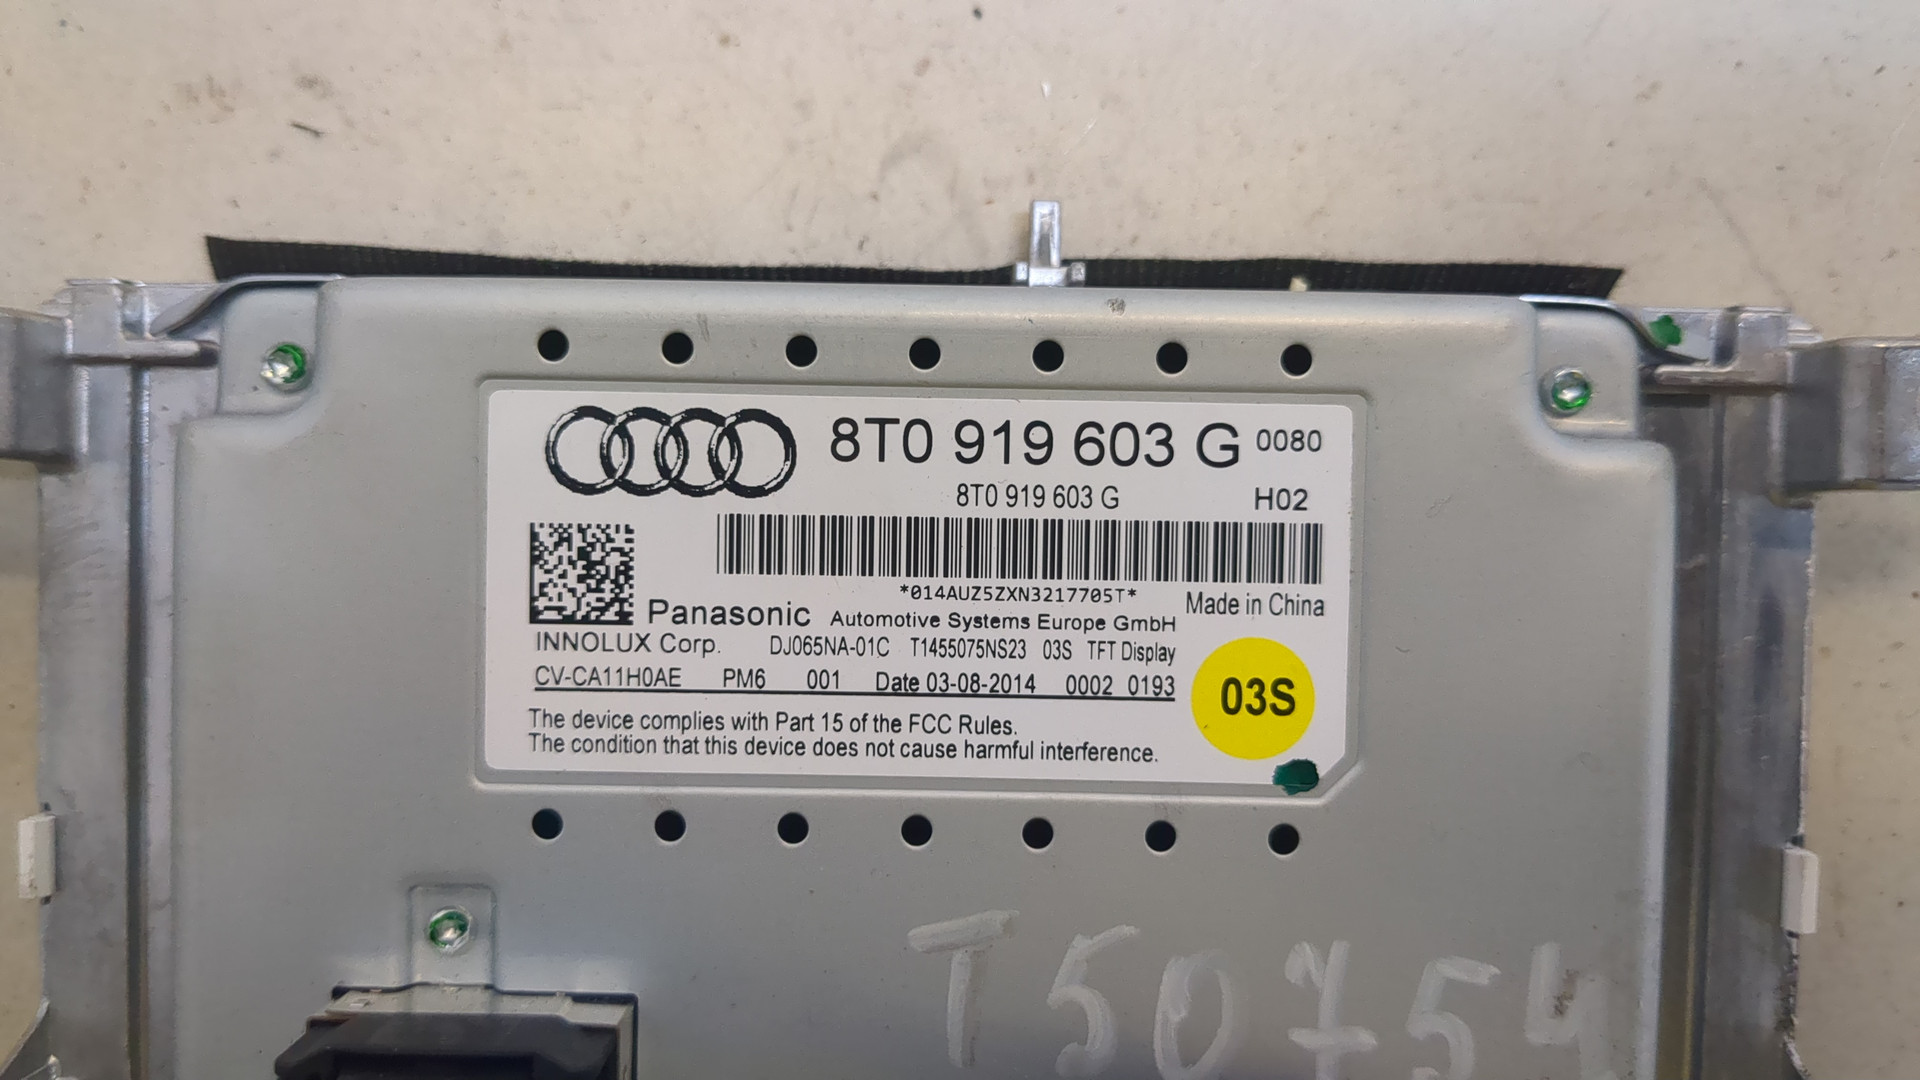 8T0 919 603 G 0080
8T0 919 603 G H02
*014AUZ5ZXN3217705T*
Made in China
Panasonic Automotive Systems Europe GmbH
INNOLUX Corp. DJ065NA-01C T1455075NS23 03S TFT Display
CV-CA11H0AE PM6 001 Date 03-08-2014 0002 0193
03S
The device complies with Part 15 of the FCC Rules.
The condition that this device does not cause harmful interference.
T50754